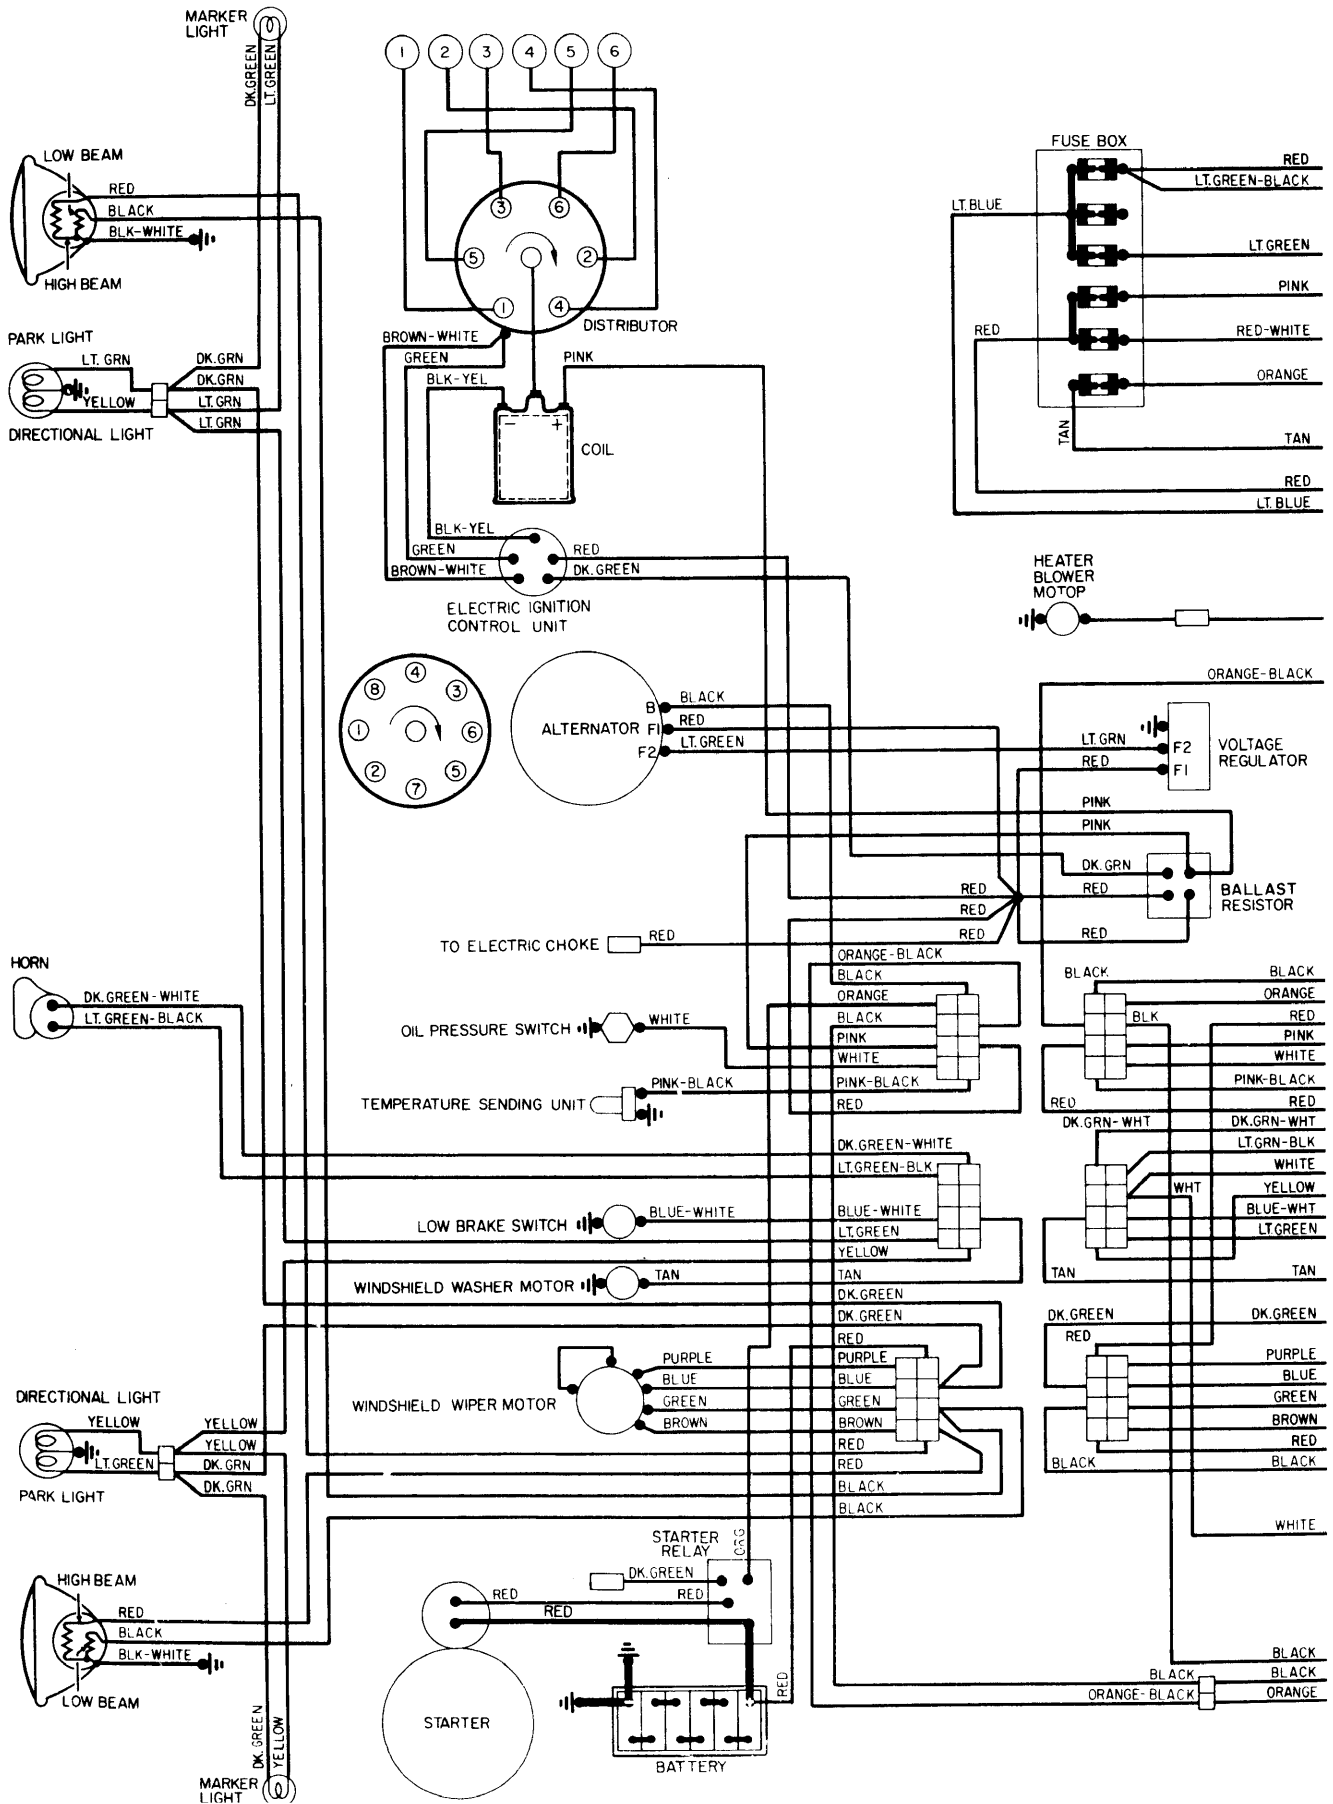 MARKER
LIGHT
DK.GREEN
LT.GREEN
1 2 3 4 5 6
LOW BEAM
RED
BLACK
BLK-WHITE
HIGH BEAM
3 6
5 2
1 4
DISTRIBUTOR
FUSE BOX
RED
LT.GREEN-BLACK
LT.BLUE
LT.GREEN
PINK
RED
RED-WHITE
ORANGE
TAN
TAN
RED
LT.BLUE
PARK LIGHT
LT. GRN
YELLOW
DIRECTIONAL LIGHT
DK.GRN
DK.GRN
LT.GRN
LT.GRN
BROWN-WHITE
GREEN
BLK-YEL
PINK
- +
COIL
BLK-YEL
GREEN
BROWN-WHITE
RED
DK.GREEN
ELECTRIC IGNITION
CONTROL UNIT
HEATER
BLOWER
MOTOP
ORANGE-BLACK
4
8 3
1 6
2 5
7
ALTERNATOR
B
F1
F2
BLACK
RED
LT.GREEN
LT.GRN
RED
F2
F1
VOLTAGE
REGULATOR
PINK
PINK
DK.GRN
RED
RED
RED
RED
RED
BALLAST
RESISTOR
TO ELECTRIC CHOKE
RED
HORN
DK.GREEN-WHITE
LT.GREEN-BLACK
OIL PRESSURE SWITCH
WHITE
PINK-BLACK
TEMPERATURE SENDING UNIT
ORANGE-BLACK
BLACK
ORANGE
BLACK
PINK
WHITE
PINK-BLACK
RED
BLACK
BLACK
ORANGE
BLK
RED
PINK
WHITE
PINK-BLACK
RED
RED
DK.GREEN-WHITE
LT.GREEN-BLK
DK.GRN-WHT
DK.GRN-WHT
LT.GRN-BLK
WHITE
WHT
YELLOW
BLUE-WHT
LT.GREEN
TAN
TAN
LOW BRAKE SWITCH
BLUE-WHITE
BLUE-WHITE
LT.GREEN
YELLOW
WINDSHIELD WASHER MOTOR
TAN
TAN
DK.GREEN
DK.GREEN
RED
WINDSHIELD WIPER MOTOR
PURPLE
BLUE
GREEN
BROWN
PURPLE
BLUE
GREEN
BROWN
RED
RED
BLACK
BLACK
DK.GREEN
DK.GREEN
RED
PURPLE
BLUE
GREEN
BROWN
RED
BLACK
BLACK
WHITE
DIRECTIONAL LIGHT
YELLOW
LT.GREEN
PARK LIGHT
YELLOW
YELLOW
DK.GRN
DK.GRN
STARTER
RELAY
ORG
DK.GREEN
RED
RED
RED
HIGH BEAM
RED
BLACK
BLK-WHITE
LOW BEAM
STARTER
RED
BATTERY
BLACK
BLACK
BLACK
ORANGE-BLACK
ORANGE
DK.GREEN
YELLOW
MARKER
LIGHT